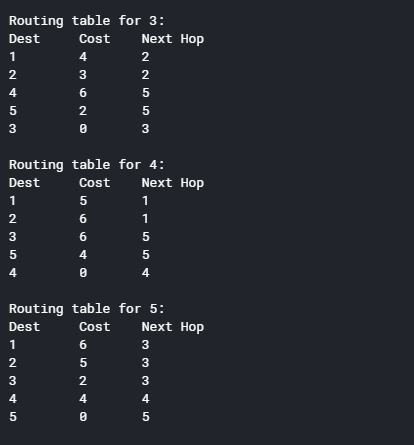 Routing table for 3:
Dest Cost Next Hop
1 4 2
2 3 2
4 6 5
5 2 5
3 0 3
Routing table for 4:
Dest Cost Next Hop
1 5 1
2 6 1
3 6 5
5 4 5
4 0 4
Routing table for 5:
Dest Cost Next Hop
1 6 3
2 5 3
3 2 3
4 4 4
5 0 5